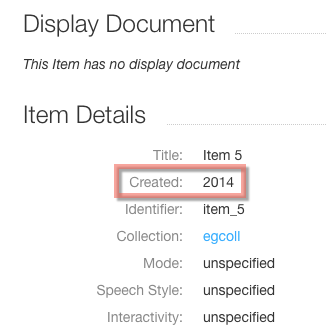 Display Document
This Item has no display document
Item Details
Title: Item 5
Created: 2014
Identifier: item_5
Collection: egcoll
Mode: unspecified
Speech Style: unspecified
Interactivity: unspecified